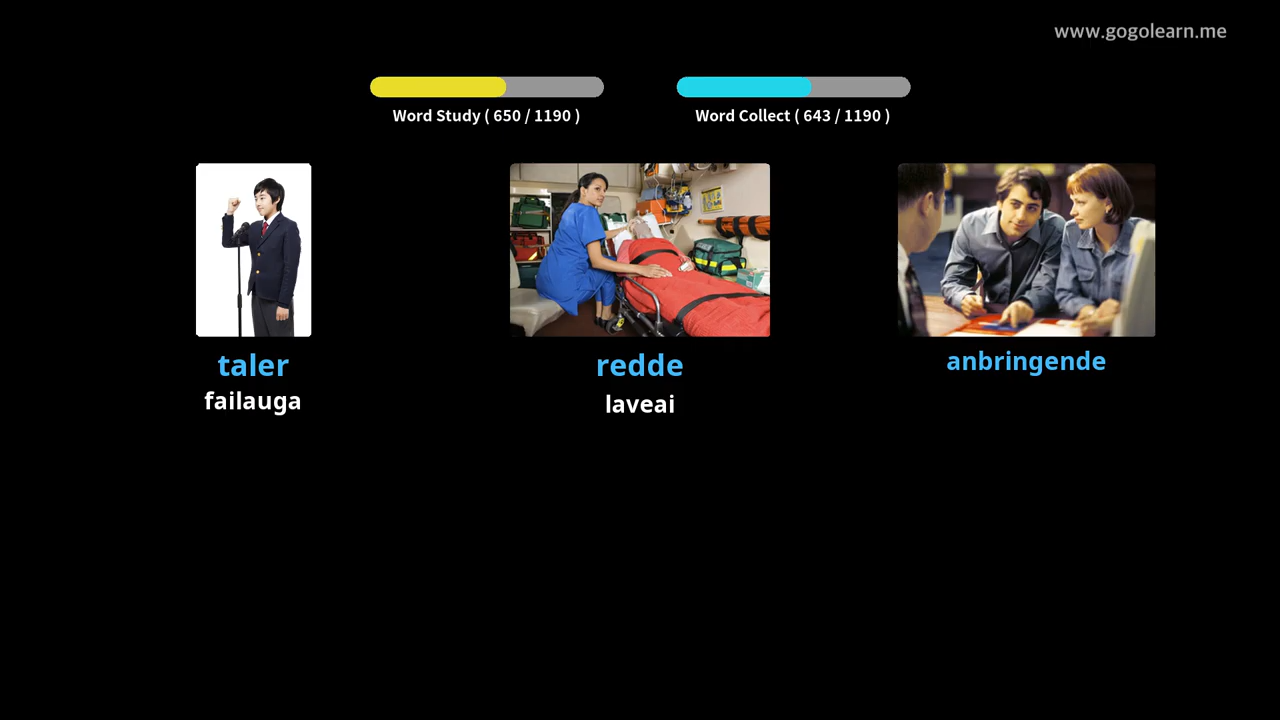 www.gogolearn.me
Word Study ( 650 / 1190 )
Word Collect ( 643 / 1190 )
taler
failauga
redde
laveai
anbringende